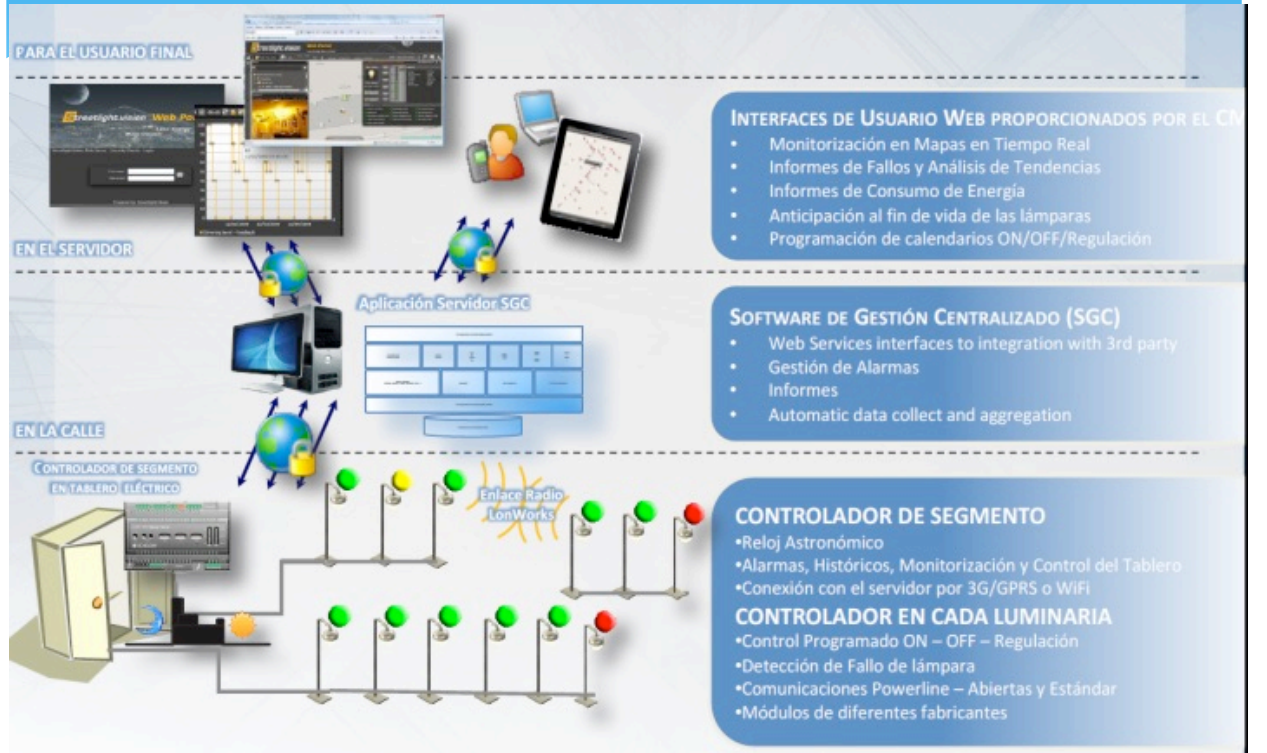 PARA EL USUARIO FINAL
Streetlight.vision
Streetlight.vision Web Po
INTERFACES DE USUARIO WEB PROPORCIONADOS POR EL CM
• Monitorización en Mapas en Tiempo Real
• Informes de Fallos y Análisis de Tendencias
• Informes de Consumo de Energía
• Anticipación al fin de vida de las lámparas
• Programación de calendarios ON/OFF/Regulación
EN EL SERVIDOR
Aplicación Servidor SGC
SOFTWARE DE GESTIÓN CENTRALIZADO (SGC)
• Web Services interfaces to integration with 3rd party
• Gestión de Alarmas
• Informes
• Automatic data collect and aggregation
EN LA CALLE
CONTROLADOR DE SEGMENTO
EN TABLERO ELÉCTRICO
Enlace Radio
LonWorks
CONTROLADOR DE SEGMENTO
•Reloj Astronómico
•Alarmas, Históricos, Monitorización y Control del Tablero
•Conexión con el servidor por 3G/GPRS o WiFi
CONTROLADOR EN CADA LUMINARIA
•Control Programado ON – OFF – Regulación
•Detección de Fallo de lámpara
•Comunicaciones Powerline – Abiertas y Estándar
•Módulos de diferentes fabricantes